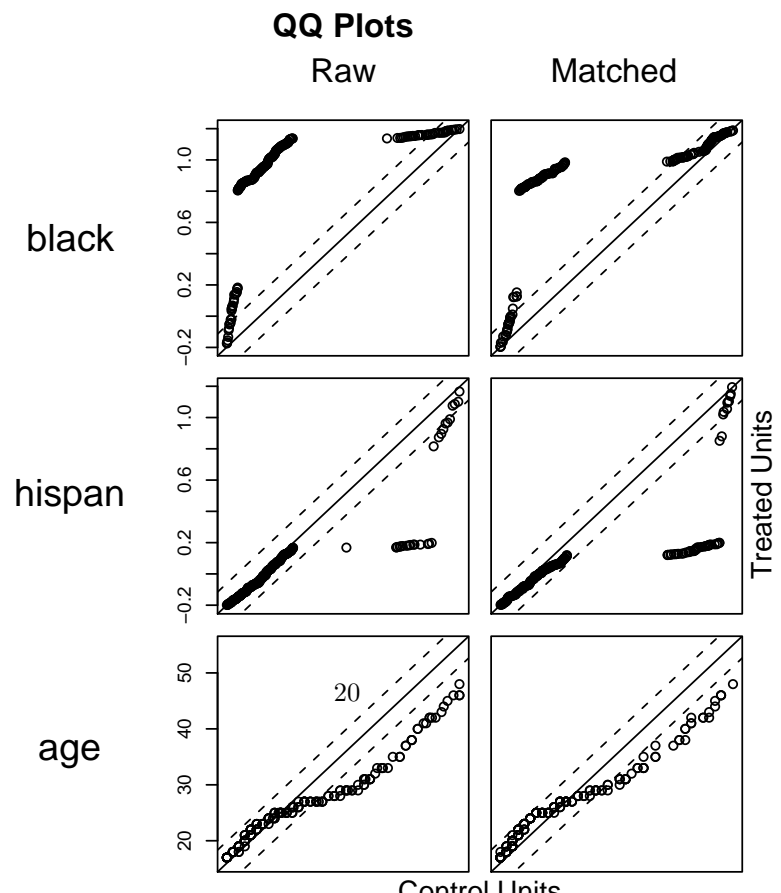 QQ Plots
Raw Matched
black
−0.2 0.2 0.6 1.0
hispan
−0.2 0.2 0.6 1.0
Treated Units
age
20 30 40 50
20
Control Units